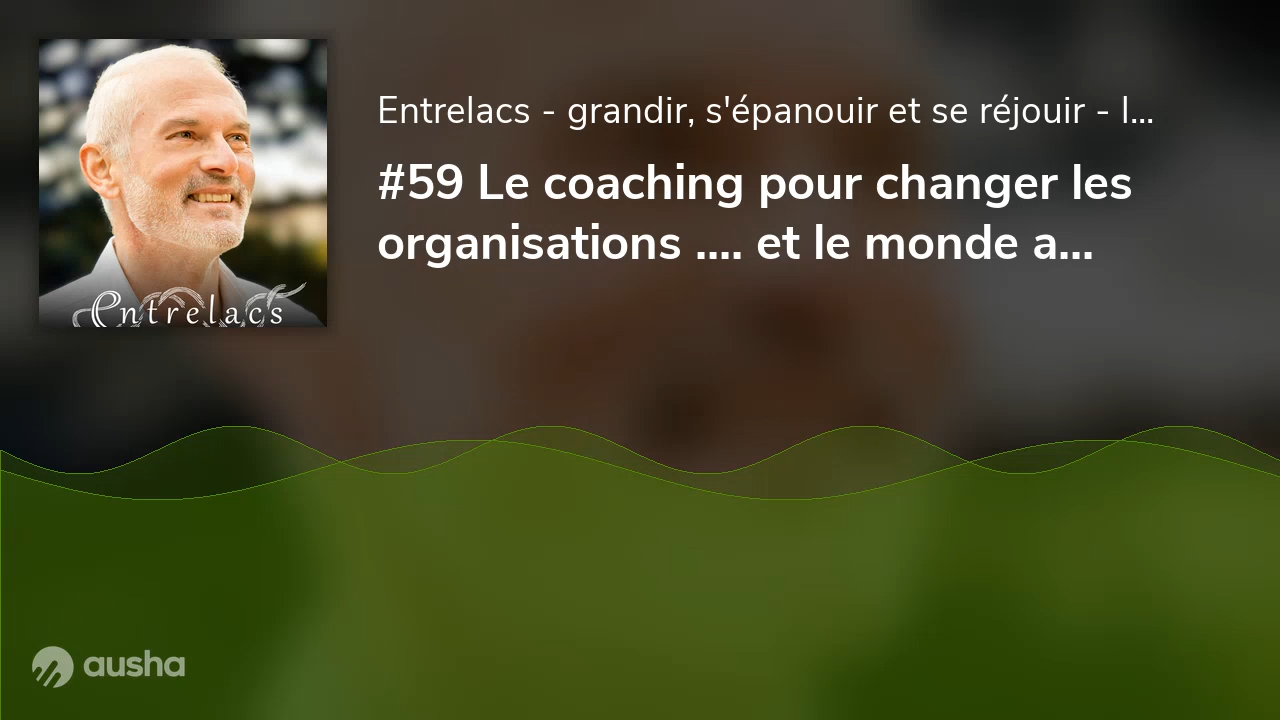 Entrelacs - grandir, s'épanouir et se réjouir - l...
#59 Le coaching pour changer les
organisations .... et le monde a...
Entrelacs
ausha